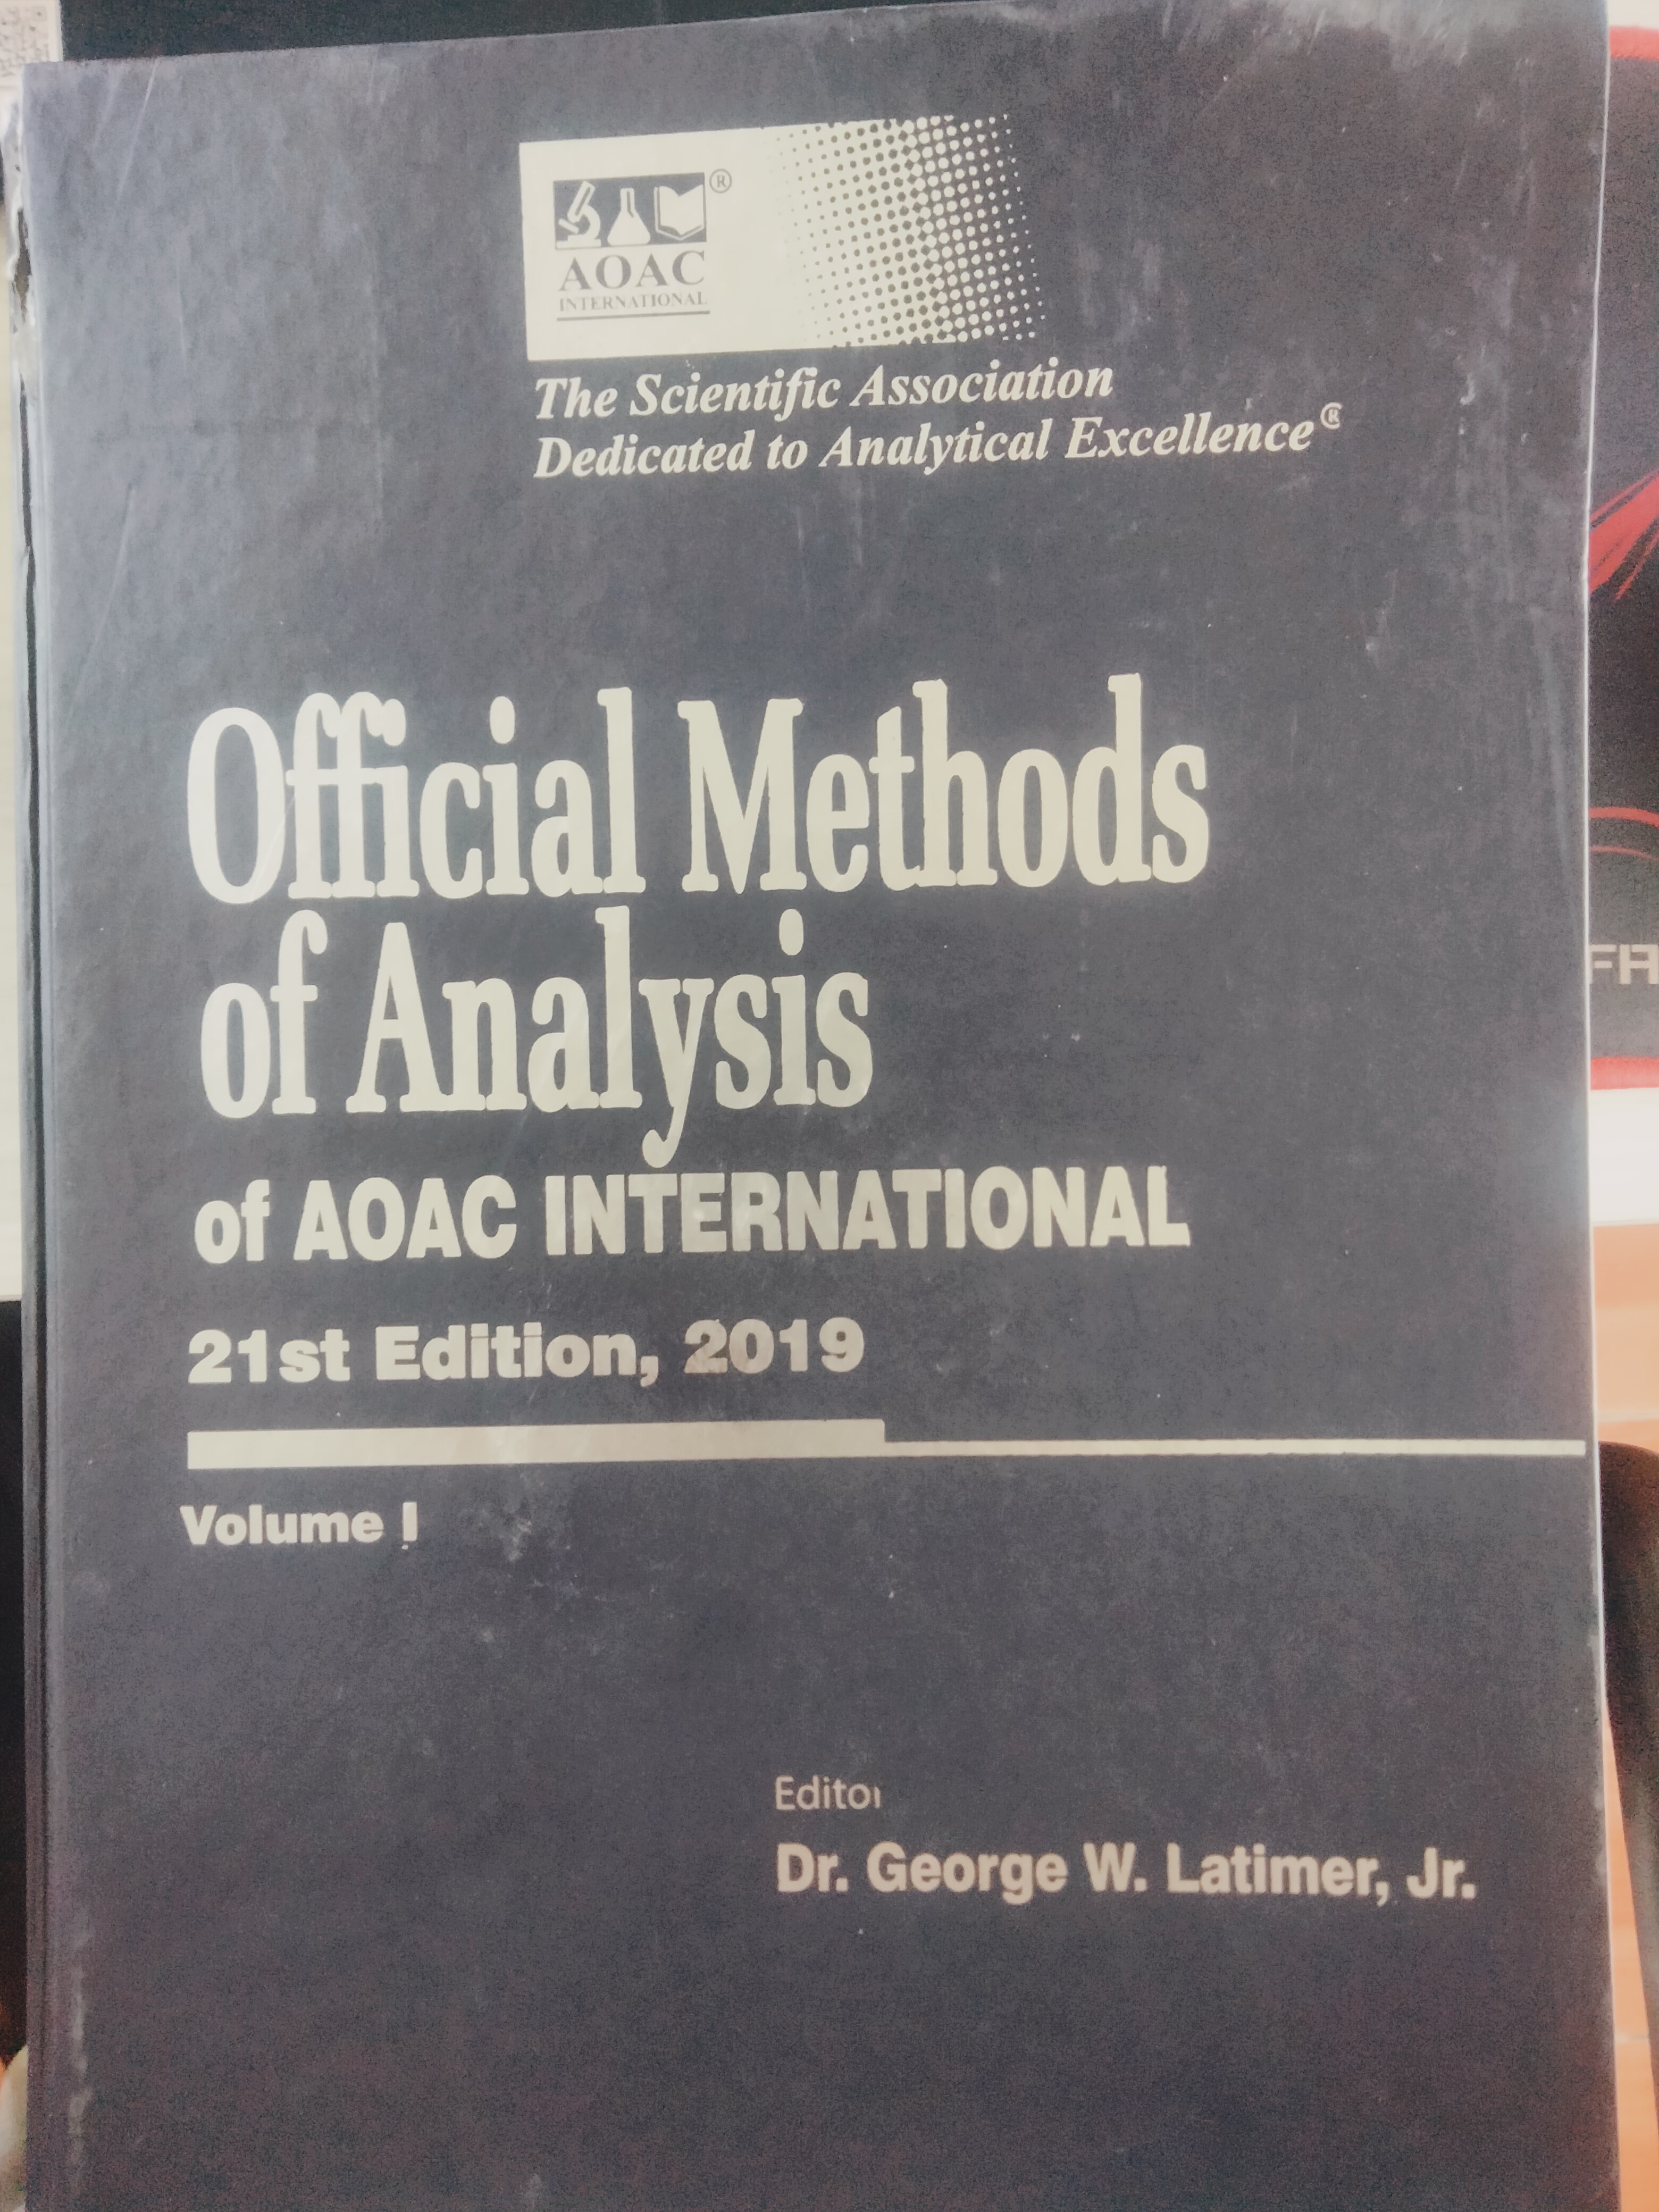 AOAC ®
INTERNATIONAL
The Scientific Association
Dedicated to Analytical Excellence®
Official Methods
of Analysis
of AOAC INTERNATIONAL
21st Edition, 2019
Volume I
Editor
Dr. George W. Latimer, Jr.